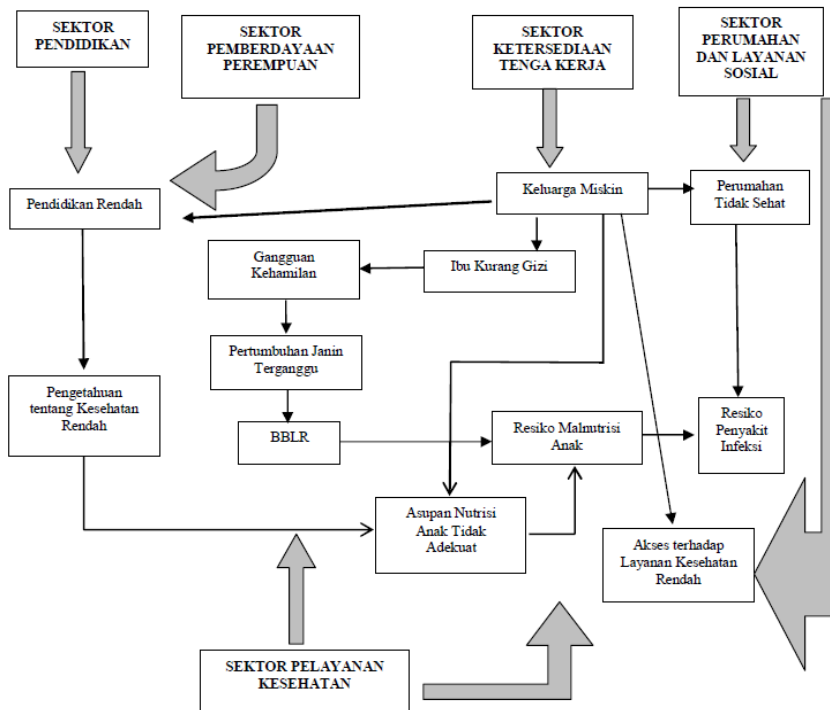 SEKTOR
PENDIDIKAN
SEKTOR
PEMBERDAYAAN
PEREMPUAN
SEKTOR
KETERSEDIAAN
TENGA KERJA
SEKTOR
PERUMAHAN
DAN LAYANAN
SOSIAL
Pendidikan Rendah
Keluarga Miskin
Perumahan
Tidak Sehat
Gangguan
Kehamilan
Ibu Kurang Gizi
Pertumbuhan Janin
Terganggu
Pengetahuan
tentang Kesehatan
Rendah
BBLR
Resiko Malnutrisi
Anak
Resiko
Penyakit
Infeksi
Asupan Nutrisi
Anak Tidak
Adekuat
Akses terhadap
Layanan Kesehatan
Rendah
SEKTOR PELAYANAN
KESEHATAN